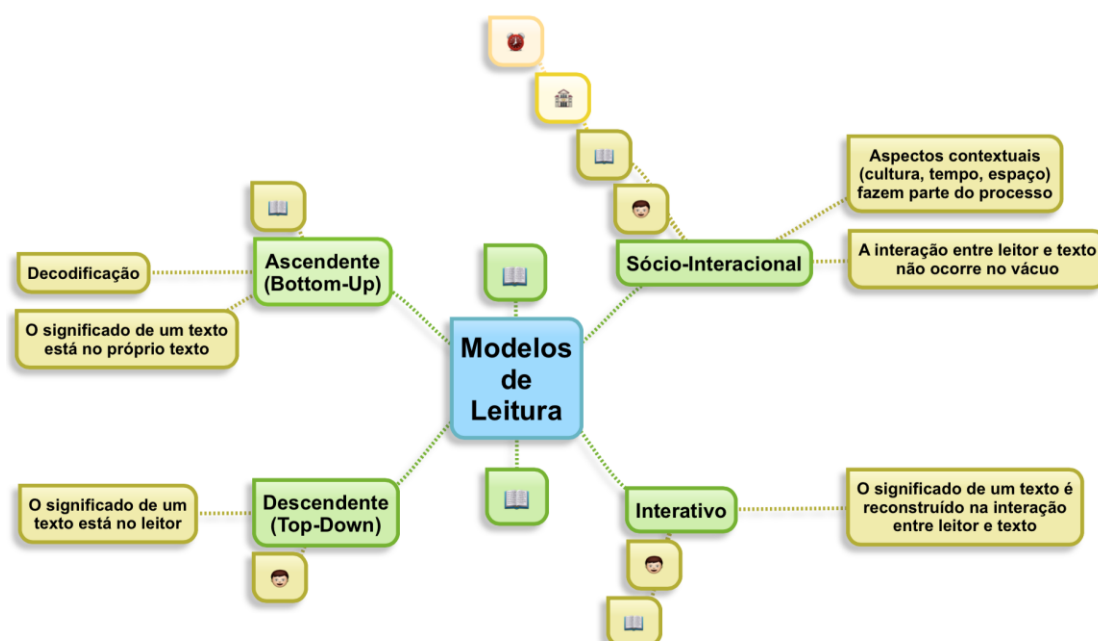 Modelos
de
Leitura
Ascendente
(Bottom-Up)
Decodificação
O significado de um texto
está no próprio texto
Descendente
(Top-Down)
O significado de um
texto está no leitor
Sócio-Interacional
Aspectos contextuais
(cultura, tempo, espaço)
fazem parte do processo
A interação entre leitor e texto
não ocorre no vácuo
Interativo
O significado de um texto é
reconstruído na interação
entre leitor e texto